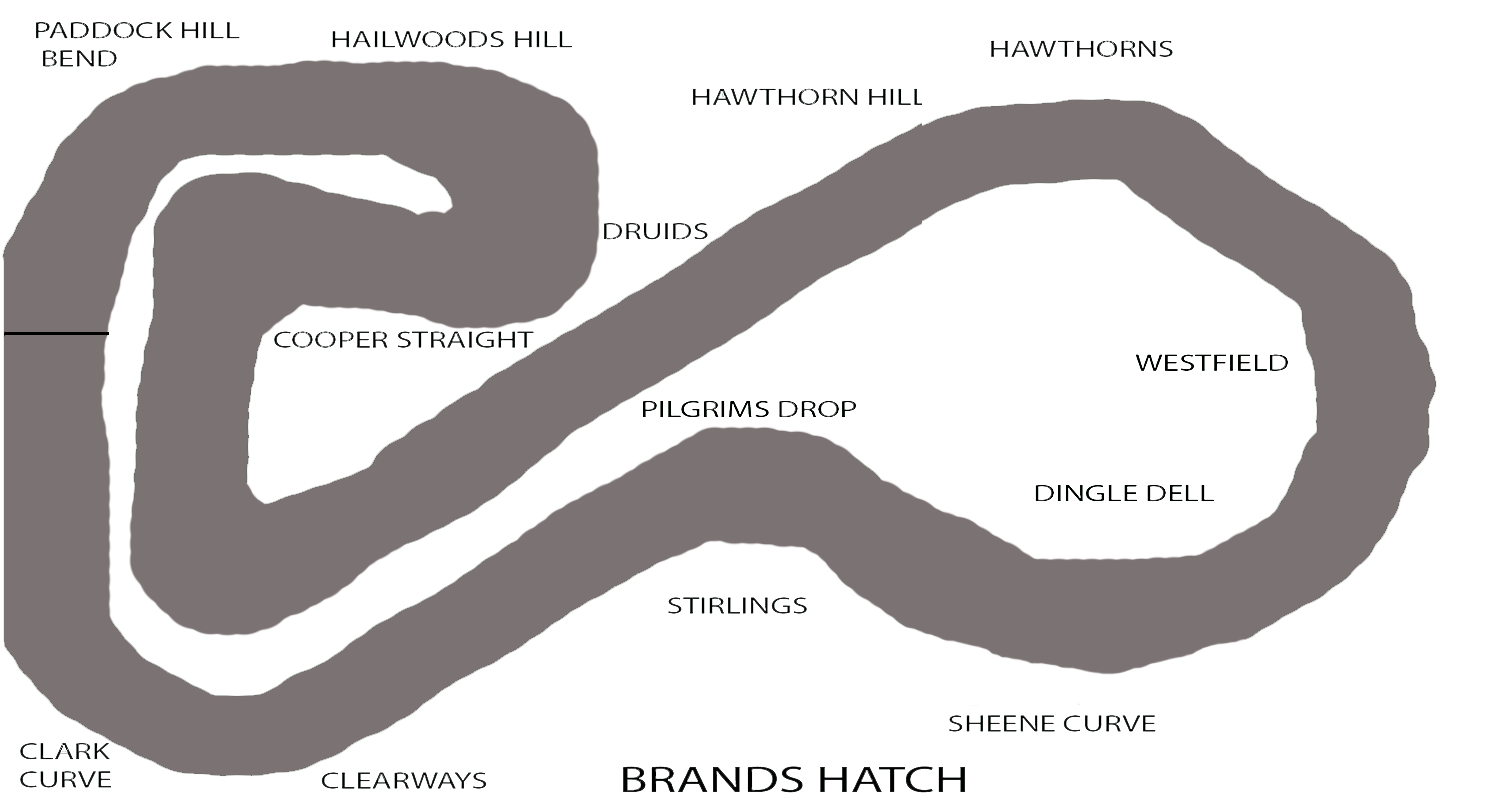 PADDOCK HILL
BEND
HAILWOODS HILL
HAWTHORNS
HAWTHORN HILL
DRUIDS
COOPER STRAIGHT
WESTFIELD
PILGRIMS DROP
DINGLE DELL
STIRLINGS
SHEENE CURVE
CLARK
CURVE
CLEARWAYS
BRANDS HATCH